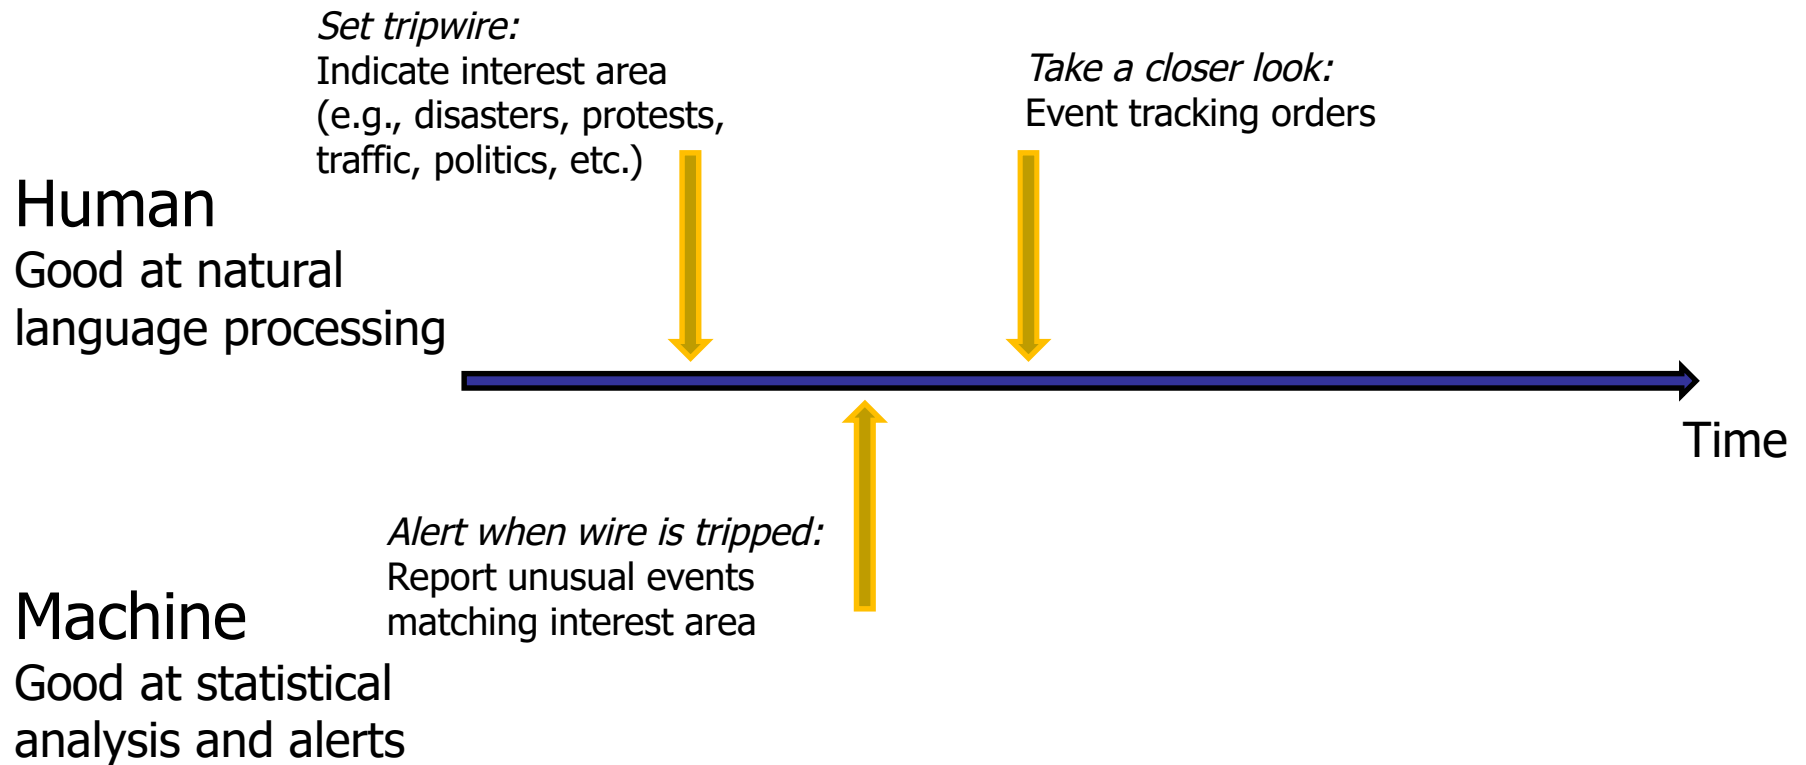 Set tripwire:
Indicate interest area
(e.g., disasters, protests,
traffic, politics, etc.)
Take a closer look:
Event tracking orders
Human
Good at natural
language processing
Time
Alert when wire is tripped:
Report unusual events
matching interest area
Machine
Good at statistical
analysis and alerts